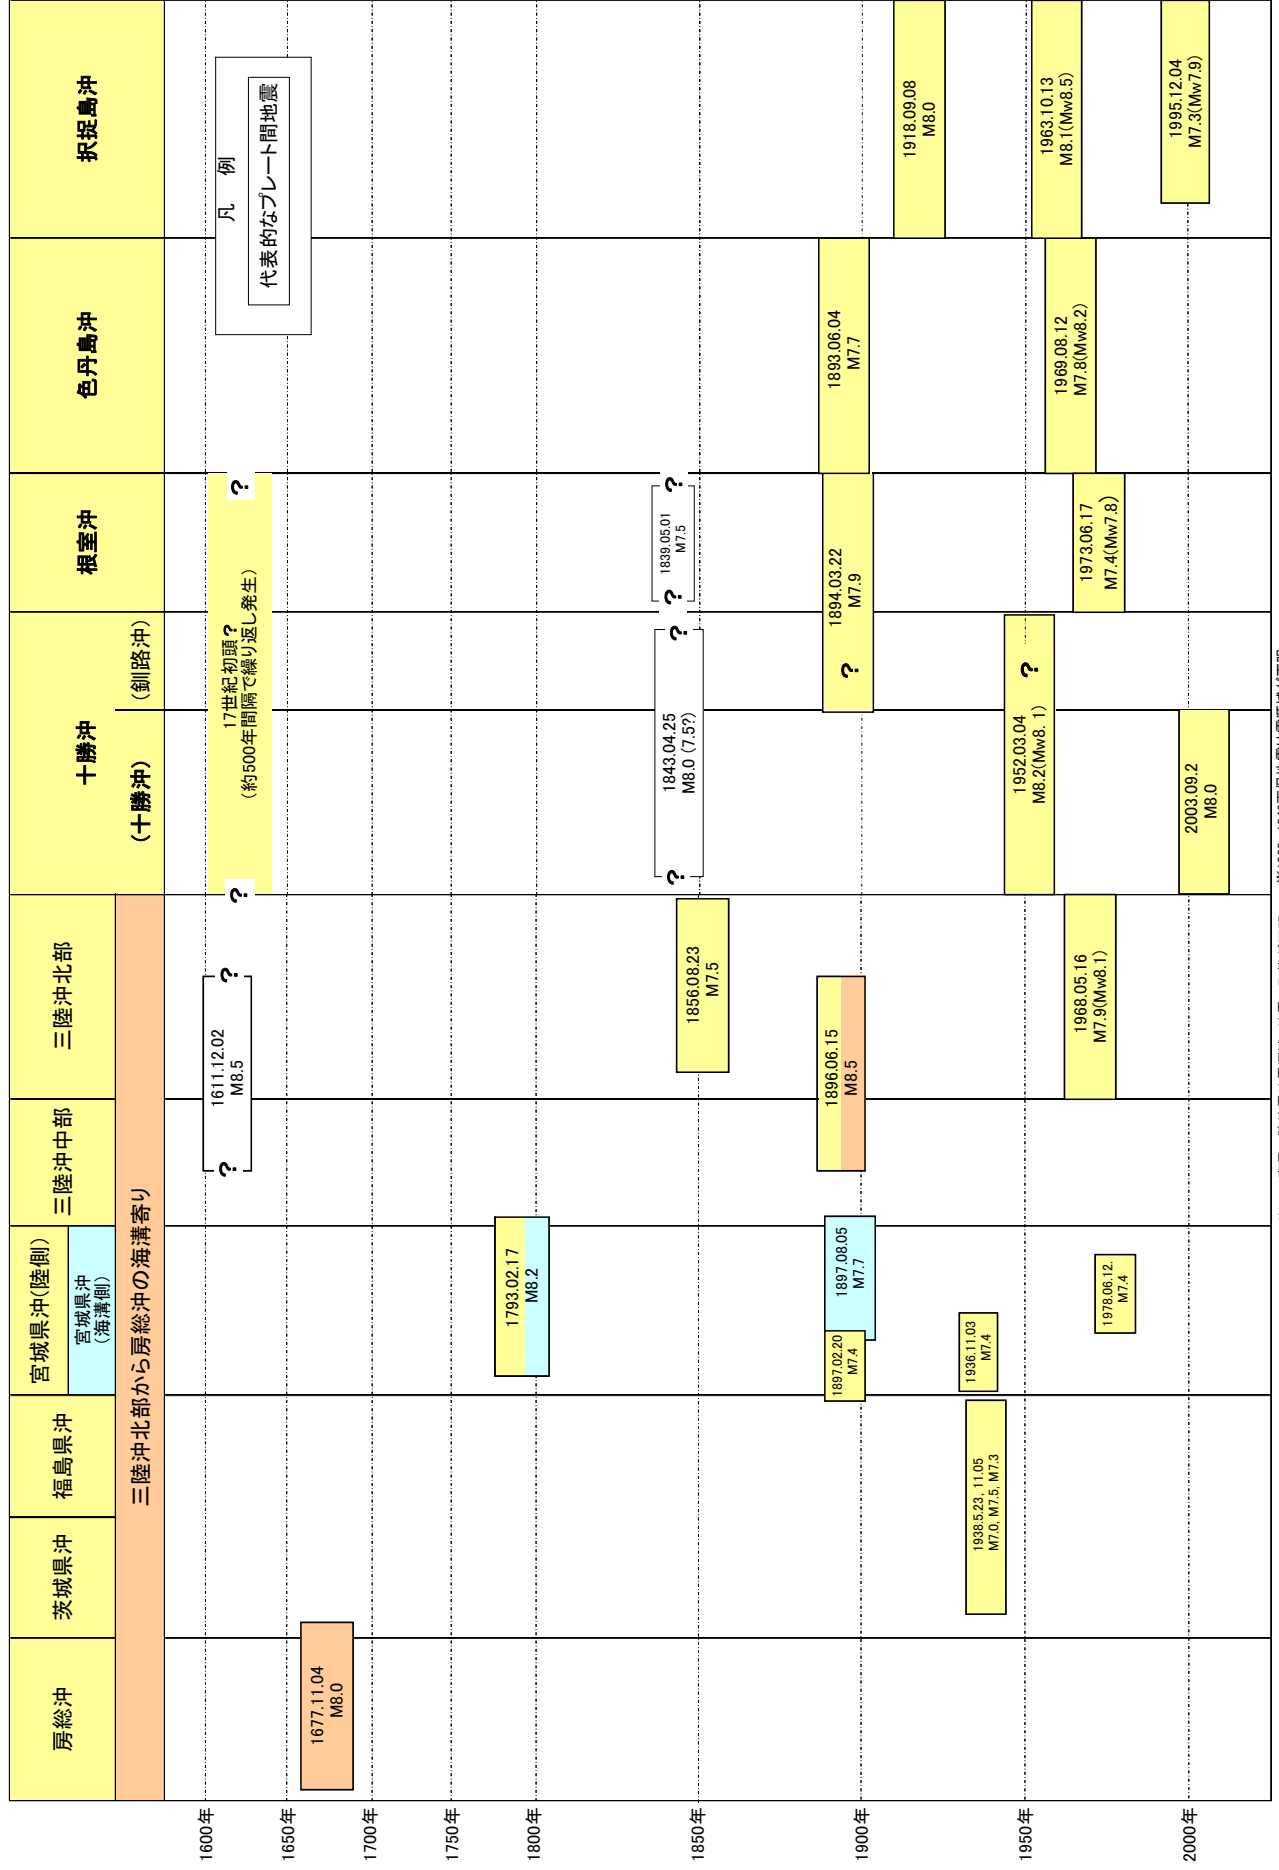 房総沖
茨城県沖
福島県沖
宮城県沖(陸側)
宮城県沖
(海溝側)
三陸沖中部
三陸沖北部
十勝沖
(十勝沖)
(釧路沖)
根室沖
色丹島沖
択捉島沖
三陸沖北部から房総沖の海溝寄り
凡 例
代表的なプレート間地震
1600年
1611.12.02
M8.5
?
?
17世紀初頭?
(約500年間隔で繰り返し発生)
?
?
1650年
1677.11.04
M8.0
1700年
1750年
1793.02.17
M8.2
1800年
1839.05.01
M7.5
?
?
1843.04.25
M8.0 (7.5?)
?
?
1856.08.23
M7.5
1850年
1893.06.04
M7.7
1894.03.22
M7.9
?
1896.06.15
M8.5
1897.02.20
M7.4
1897.08.05
M7.7
1900年
1918.09.08
M8.0
1936.11.03
M7.4
1938.5.23, 11.05
M7.0, M7.5, M7.3
1952.03.04
M8.2(Mw8. 1)
?
1950年
1963.10.13
M8.1(Mw8.5)
1968.05.16
M7.9(Mw8.1)
1969.08.12
M7.8(Mw8.2)
1973.06.17
M7.4(Mw7.8)
1978.06.12.
M7.4
1995.12.04
M7.3(Mw7.9)
2003.09.2
M8.0
2000年